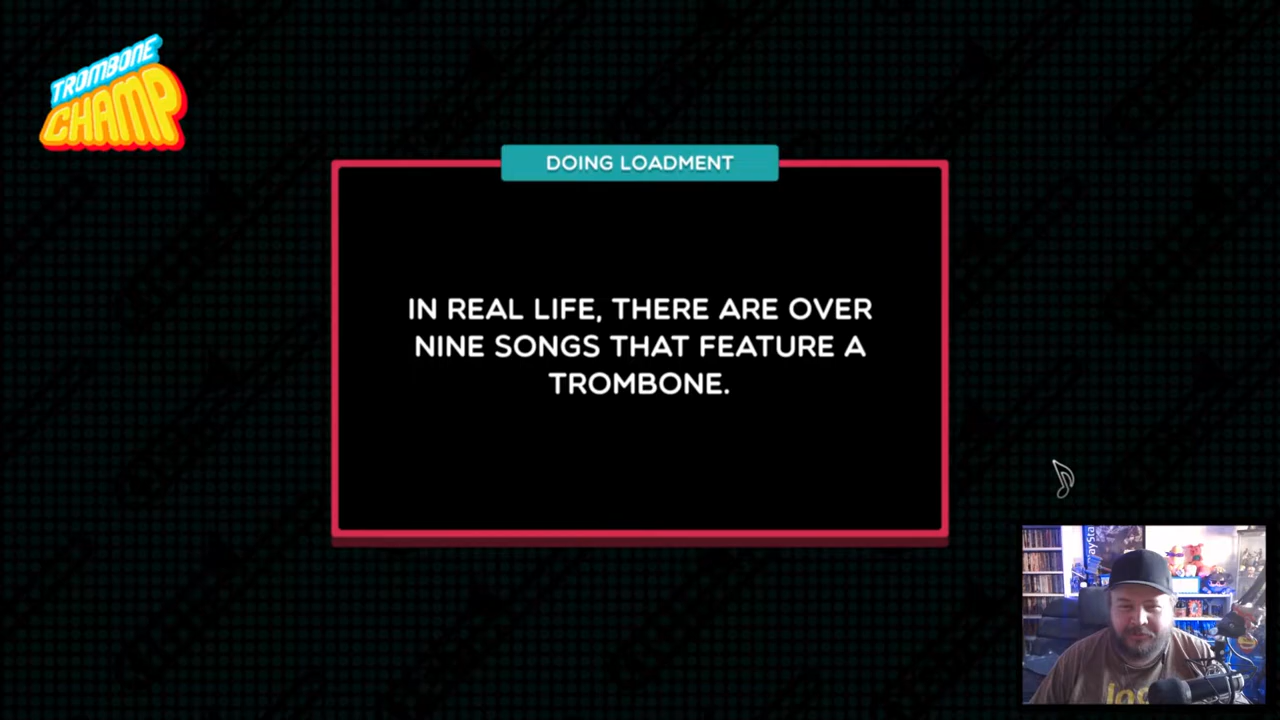 TROMBONE
CHAMP
DOING LOADMENT
IN REAL LIFE, THERE ARE OVER
NINE SONGS THAT FEATURE A
TROMBONE.